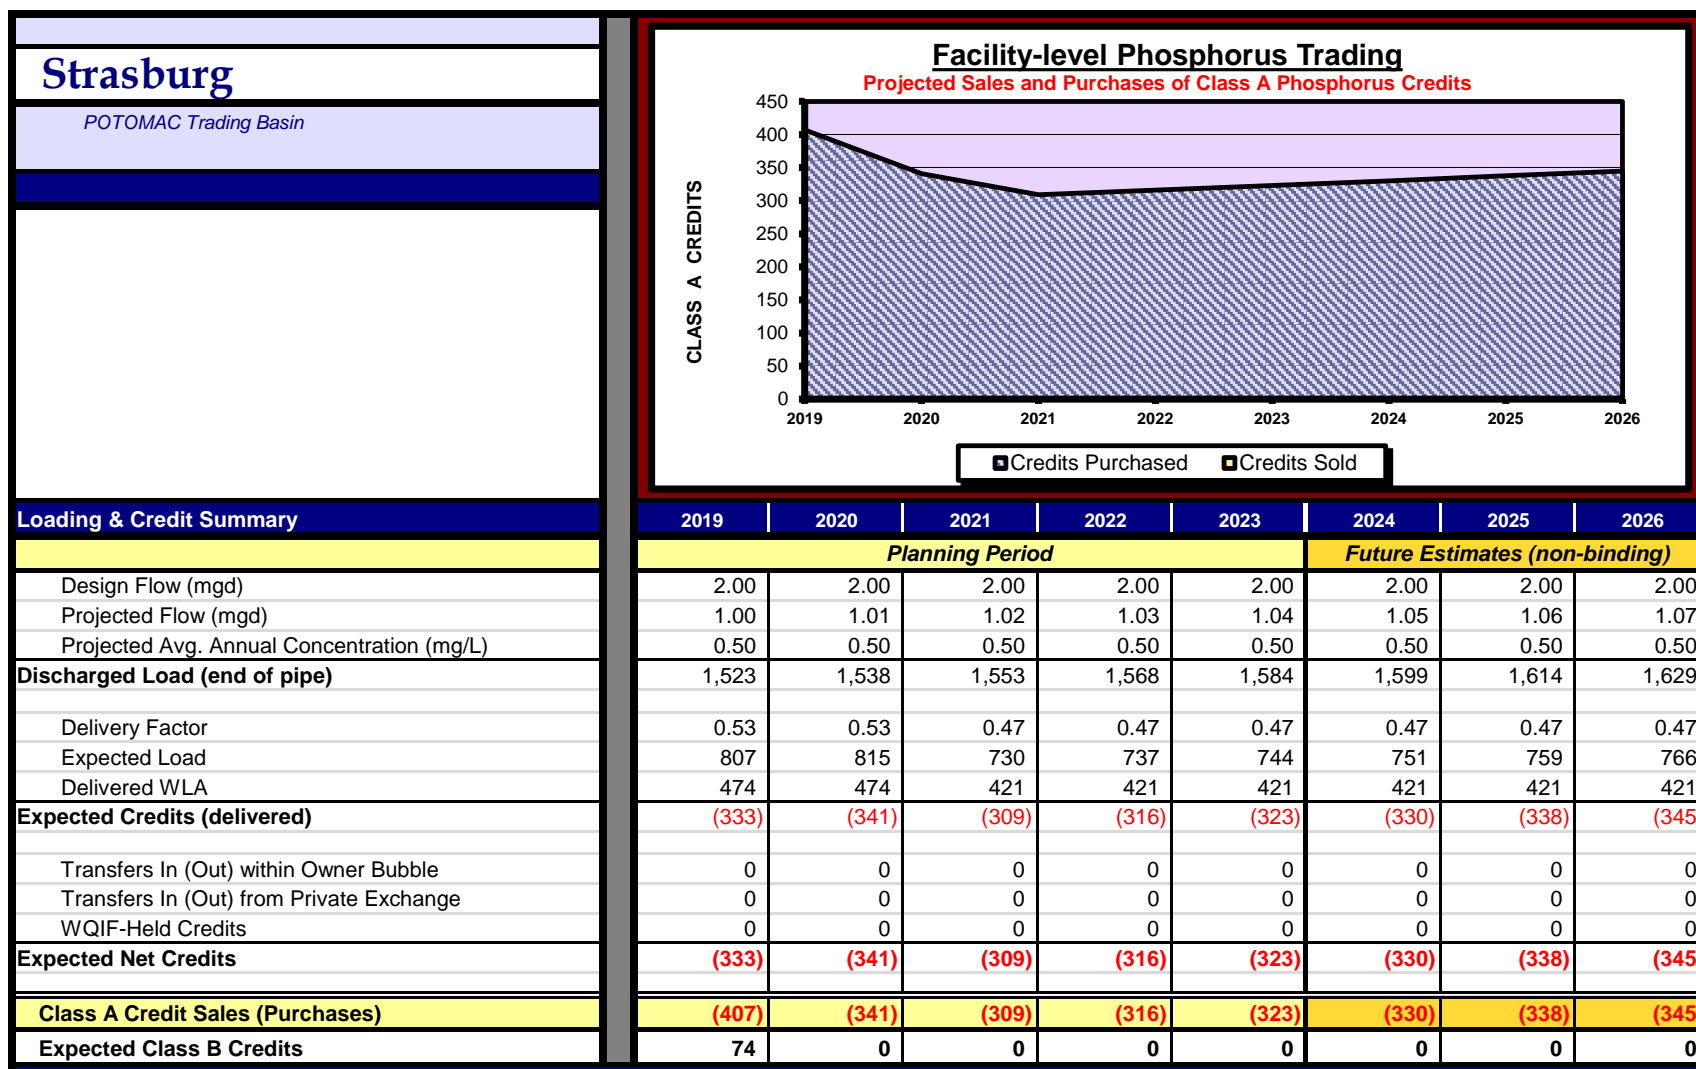 Strasburg
POTOMAC Trading Basin
Facility-level Phosphorus Trading
Projected Sales and Purchases of Class A Phosphorus Credits
CLASS A CREDITS
450
400
350
300
250
200
150
100
50
0
2019 2020 2021 2022 2023 2024 2025 2026
Credits Purchased Credits Sold
Loading & Credit Summary 2019 2020 2021 2022 2023 2024 2025 2026
Planning Period Future Estimates (non-binding)
Design Flow (mgd) 2.00 2.00 2.00 2.00 2.00 2.00 2.00 2.00
Projected Flow (mgd) 1.00 1.01 1.02 1.03 1.04 1.05 1.06 1.07
Projected Avg. Annual Concentration (mg/L) 0.50 0.50 0.50 0.50 0.50 0.50 0.50 0.50
Discharged Load (end of pipe) 1,523 1,538 1,553 1,568 1,584 1,599 1,614 1,629
Delivery Factor 0.53 0.53 0.47 0.47 0.47 0.47 0.47 0.47
Expected Load 807 815 730 737 744 751 759 766
Delivered WLA 474 474 421 421 421 421 421 421
Expected Credits (delivered) (333) (341) (309) (316) (323) (330) (338) (345
Transfers In (Out) within Owner Bubble 0 0 0 0 0 0 0 0
Transfers In (Out) from Private Exchange 0 0 0 0 0 0 0 0
WQIF-Held Credits 0 0 0 0 0 0 0 0
Expected Net Credits (333) (341) (309) (316) (323) (330) (338) (345
Class A Credit Sales (Purchases) (407) (341) (309) (316) (323) (330) (338) (345
Expected Class B Credits 74 0 0 0 0 0 0 0